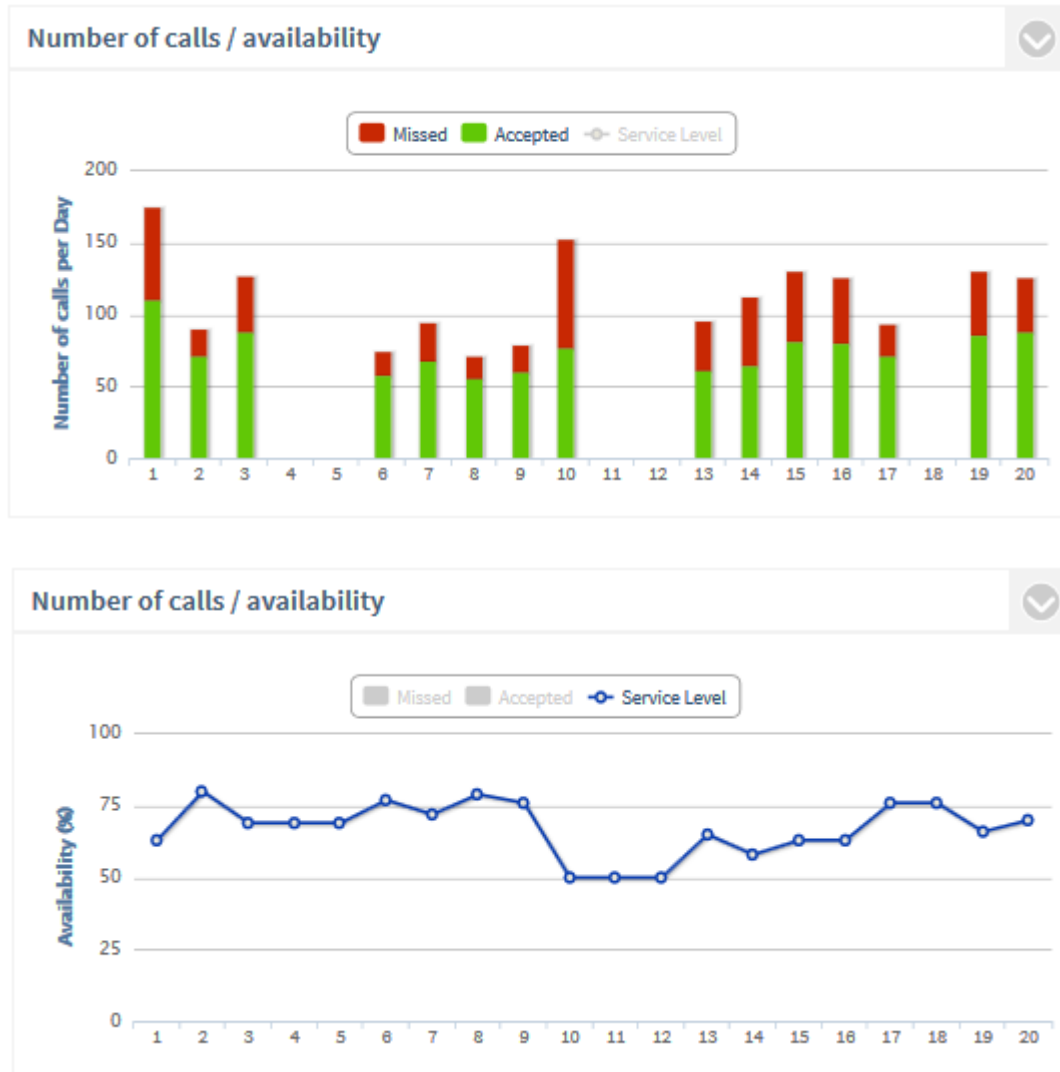 Number of calls / availability
Missed Accepted Service Level
200
150
100
50
0
Number of calls per Day
1 2 3 4 5 6 7 8 9 10 11 12 13 14 15 16 17 18 19 20
Number of calls / availability
Missed Accepted Service Level
100
75
50
25
0
Availability (%)
1 2 3 4 5 6 7 8 9 10 11 12 13 14 15 16 17 18 19 20